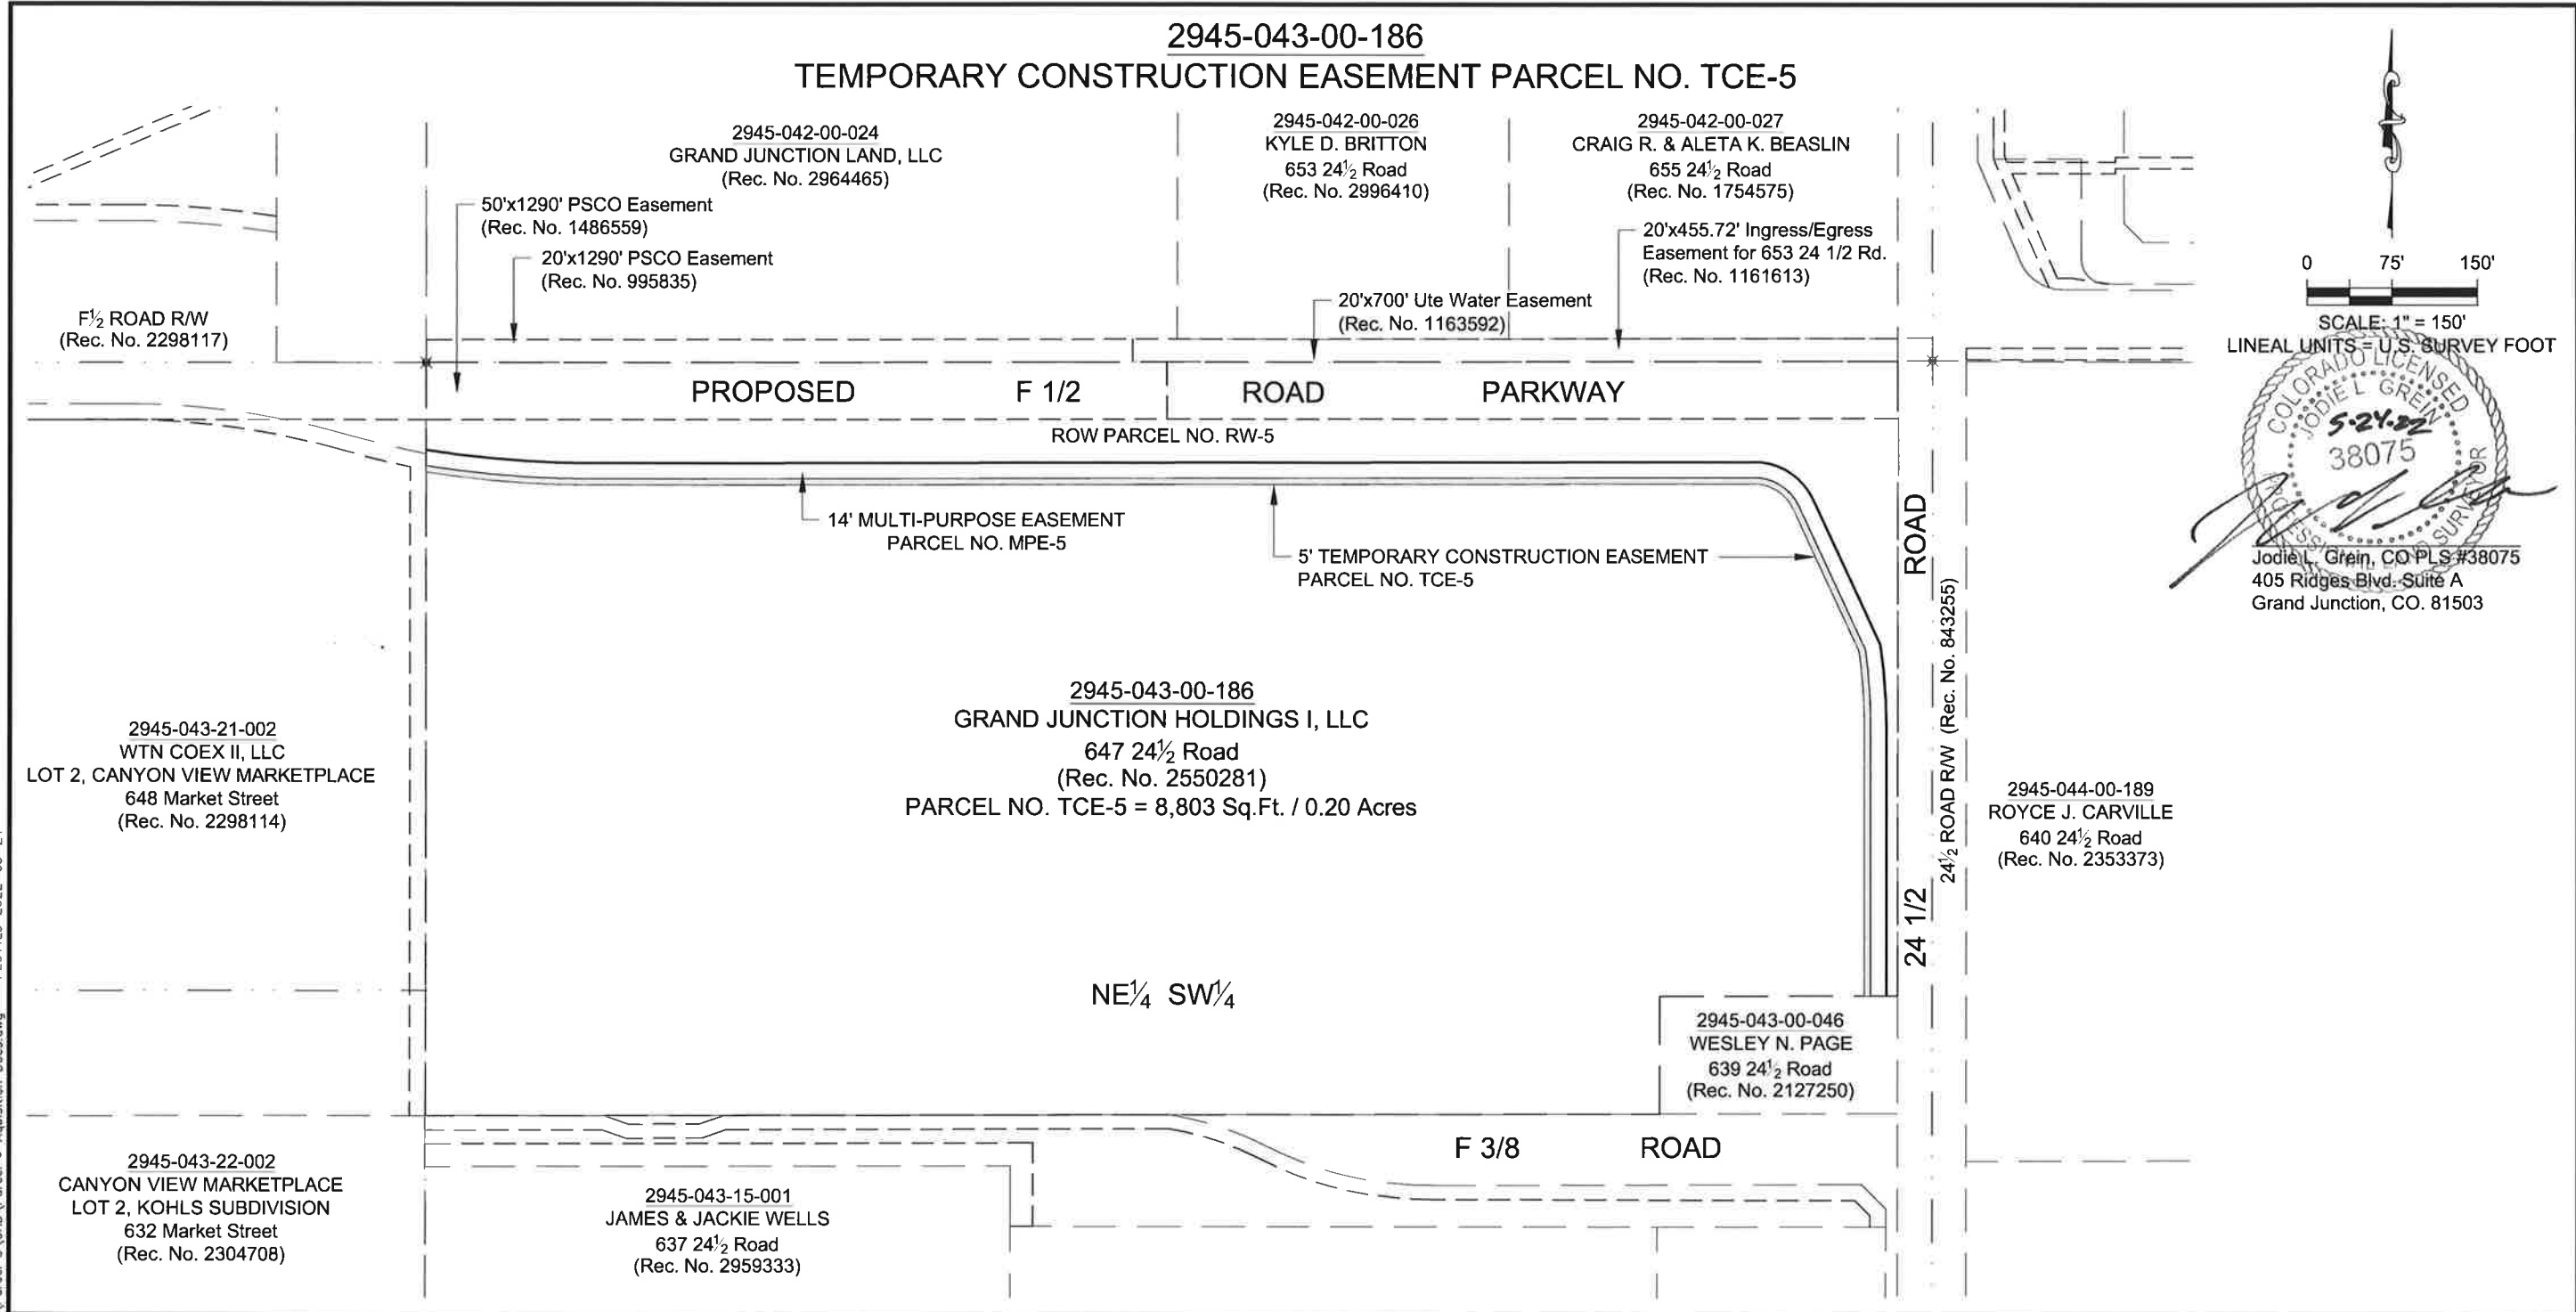 2945-043-00-186
TEMPORARY CONSTRUCTION EASEMENT PARCEL NO. TCE-5
2945-042-00-024
GRAND JUNCTION LAND, LLC
(Rec. No. 2964465)
2945-042-00-026
KYLE D. BRITTON
653 24½ Road
(Rec. No. 2996410)
2945-042-00-027
CRAIG R. & ALETA K. BEASLIN
655 24½ Road
(Rec. No. 1754575)
50'x1290' PSCO Easement
(Rec. No. 1486559)
20'x1290' PSCO Easement
(Rec. No. 995835)
20'x455.72' Ingress/Egress
Easement for 653 24 1/2 Rd.
(Rec. No. 1161613)
20'x700' Ute Water Easement
(Rec. No. 1163592)
F½ ROAD R/W
(Rec. No. 2298117)
0 75' 150'
SCALE: 1" = 150'
LINEAL UNITS = U.S. SURVEY FOOT
PROPOSED F 1/2 ROAD PARKWAY
ROW PARCEL NO. RW-5
COLORADO LICENSED
JODIE L GREIN
5-24-22
38075
PROFESSIONAL LAND SURVEYOR
Jodie L. Grein, CO PLS #38075
405 Ridges Blvd. Suite A
Grand Junction, CO. 81503
14' MULTI-PURPOSE EASEMENT
PARCEL NO. MPE-5
5' TEMPORARY CONSTRUCTION EASEMENT
PARCEL NO. TCE-5
24 1/2 ROAD
24½ ROAD R/W (Rec. No. 843255)
2945-043-00-186
GRAND JUNCTION HOLDINGS I, LLC
647 24½ Road
(Rec. No. 2550281)
PARCEL NO. TCE-5 = 8,803 Sq.Ft. / 0.20 Acres
2945-043-21-002
WTN COEX II, LLC
LOT 2, CANYON VIEW MARKETPLACE
648 Market Street
(Rec. No. 2298114)
2945-044-00-189
ROYCE J. CARVILLE
640 24½ Road
(Rec. No. 2353373)
NE¼ SW¼
2945-043-00-046
WESLEY N. PAGE
639 24½ Road
(Rec. No. 2127250)
F 3/8 ROAD
2945-043-22-002
CANYON VIEW MARKETPLACE
LOT 2, KOHLS SUBDIVISION
632 Market Street
(Rec. No. 2304708)
2945-043-15-001
JAMES & JACKIE WELLS
637 24½ Road
(Rec. No. 2959333)